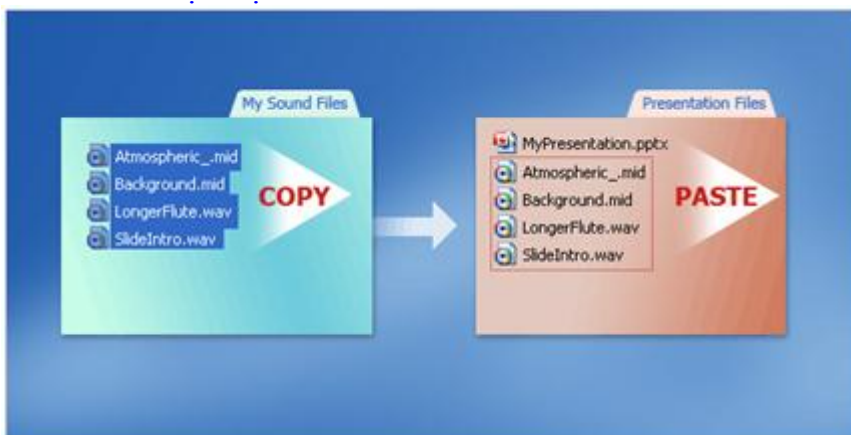 My Sound Files
Atmospheric_.mid
Background.mid
LongerFlute.wav
SlideIntro.wav
COPY
Presentation Files
MyPresentation.pptx
Atmospheric_.mid
Background.mid
LongerFlute.wav
SlideIntro.wav
PASTE